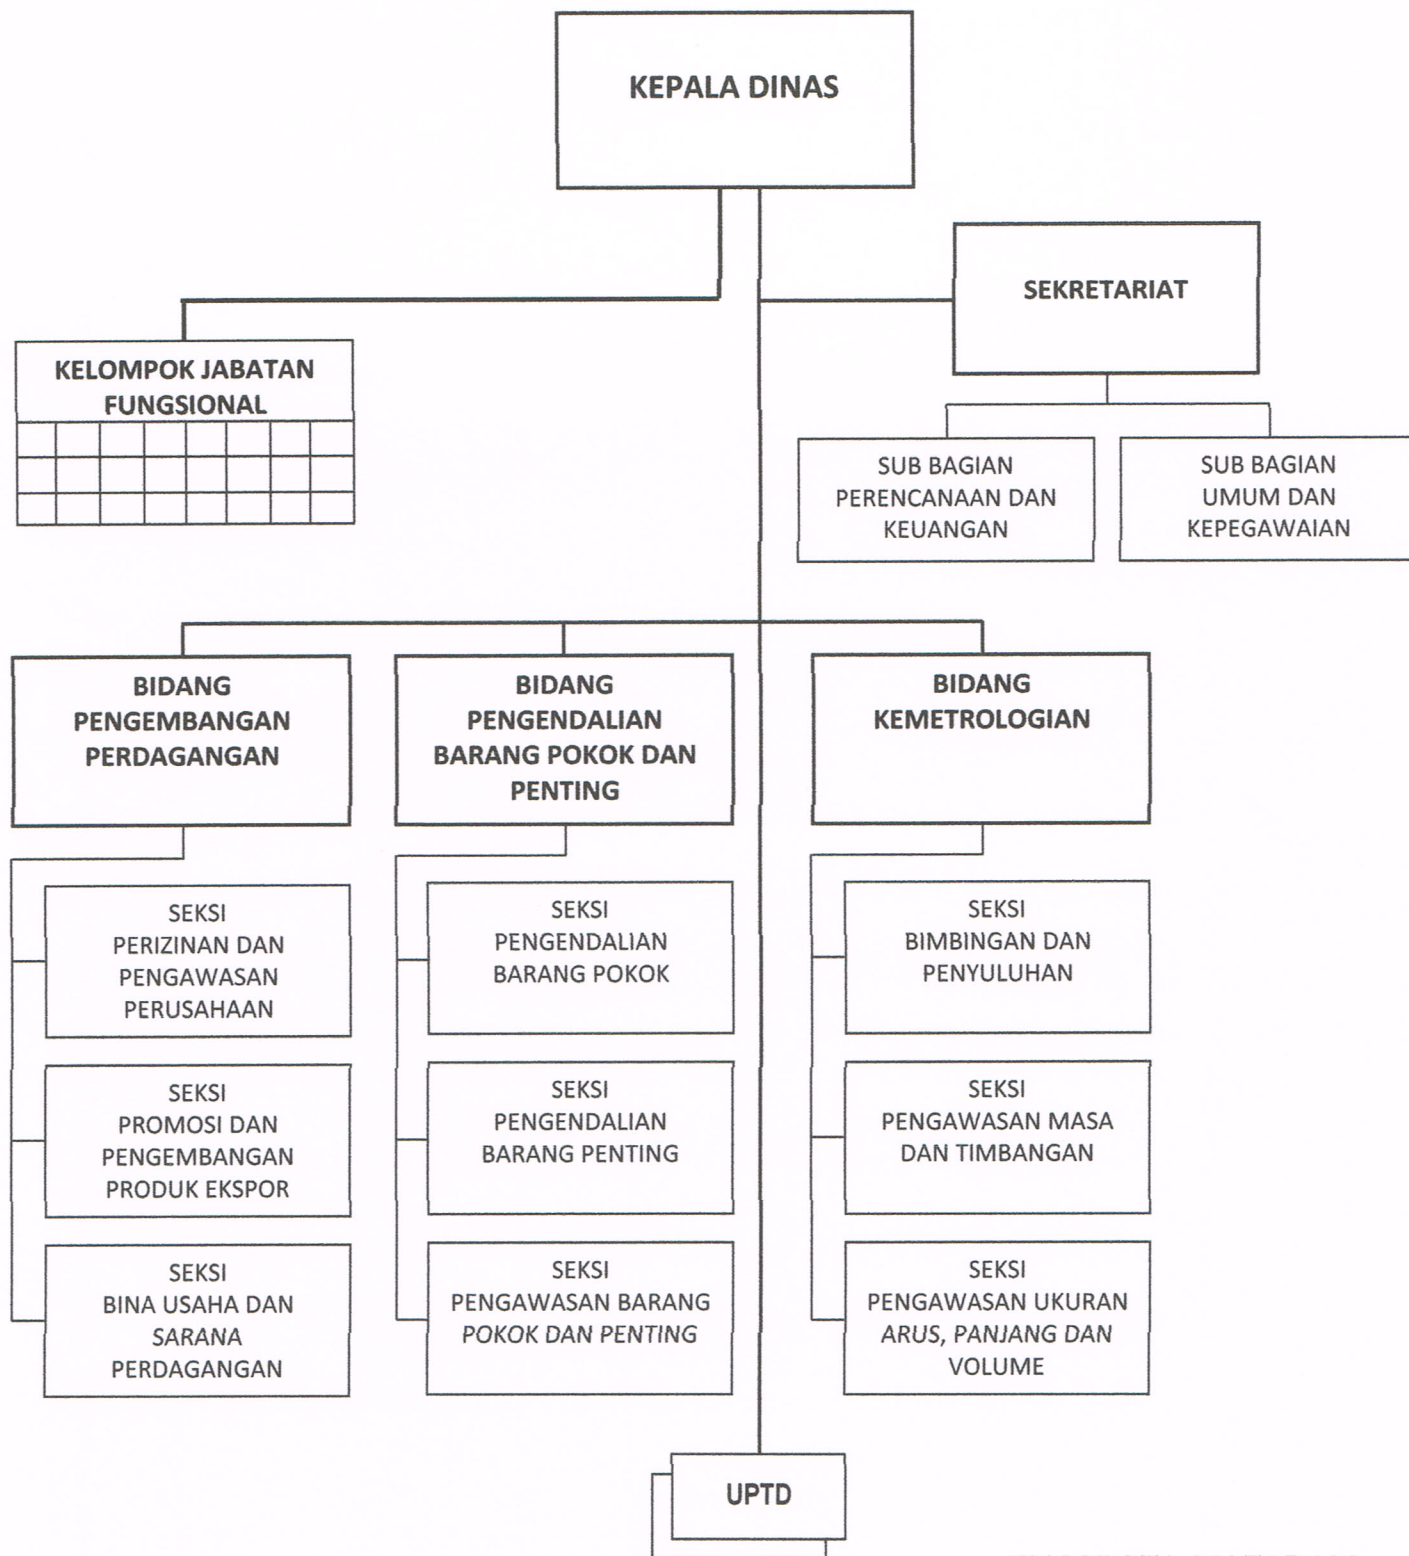 KEPALA DINAS
SEKRETARIAT
KELOMPOK JABATAN
FUNGSIONAL
SUB BAGIAN
PERENCANAAN DAN
KEUANGAN
SUB BAGIAN
UMUM DAN
KEPEGAWAIAN
BIDANG
PENGEMBANGAN
PERDAGANGAN
BIDANG
PENGENDALIAN
BARANG POKOK DAN
PENTING
BIDANG
KEMETROLOGIAN
SEKSI
PERIZINAN DAN
PENGAWASAN
PERUSAHAAN
SEKSI
PENGENDALIAN
BARANG POKOK
SEKSI
BIMBINGAN DAN
PENYULUHAN
SEKSI
PROMOSI DAN
PENGEMBANGAN
PRODUK EKSPOR
SEKSI
PENGENDALIAN
BARANG PENTING
SEKSI
PENGAWASAN MASA
DAN TIMBANGAN
SEKSI
BINA USAHA DAN
SARANA
PERDAGANGAN
SEKSI
PENGAWASAN BARANG
POKOK DAN PENTING
SEKSI
PENGAWASAN UKURAN
ARUS, PANJANG DAN
VOLUME
UPTD